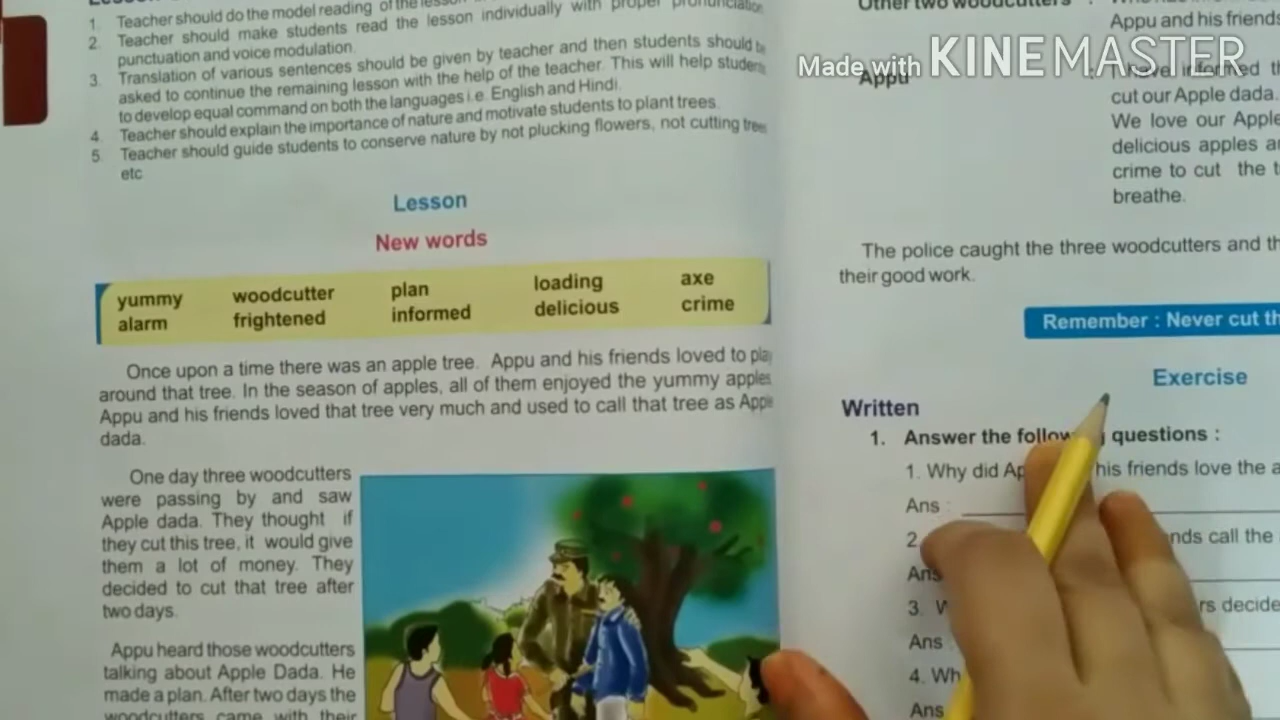 1. Teacher should do the model reading of the lesson
2. Teacher should make students read the lesson individually with proper pronunciation
punctuation and voice modulation.
3. Translation of various sentences should be given by teacher and then students should be
asked to continue the remaining lesson with the help of the teacher. This will help students
to develop equal command on both the languages i.e. English and Hindi.
4. Teacher should explain the importance of nature and motivate students to plant trees.
5. Teacher should guide students to conserve nature by not plucking flowers, not cutting trees
etc
Lesson
New words
yummy woodcutter plan loading axe
alarm frightened informed delicious crime
Once upon a time there was an apple tree. Appu and his friends loved to play
around that tree. In the season of apples, all of them enjoyed the yummy apples
Appu and his friends loved that tree very much and used to call that tree as Apple
dada.
One day three woodcutters
were passing by and saw
Apple dada. They thought if
they cut this tree, it would give
them a lot of money. They
decided to cut that tree after
two days.
Appu heard those woodcutters
talking about Apple Dada. He
made a plan. After two days the
woodcutters came with their
Other two woodcutters :
Appu and his friends
Made with KINEMASTER
Appu : informed
cut our Apple dada.
We love our Apple
delicious apples
crime to cut the
breathe.
The police caught the three woodcutters and
their good work.
Remember : Never cut
Exercise
Written
1. Answer the following questions :
1. Why did his friends love the
Ans :
2. call the
Ans
3. decide
Ans :
4. Wh
Ans